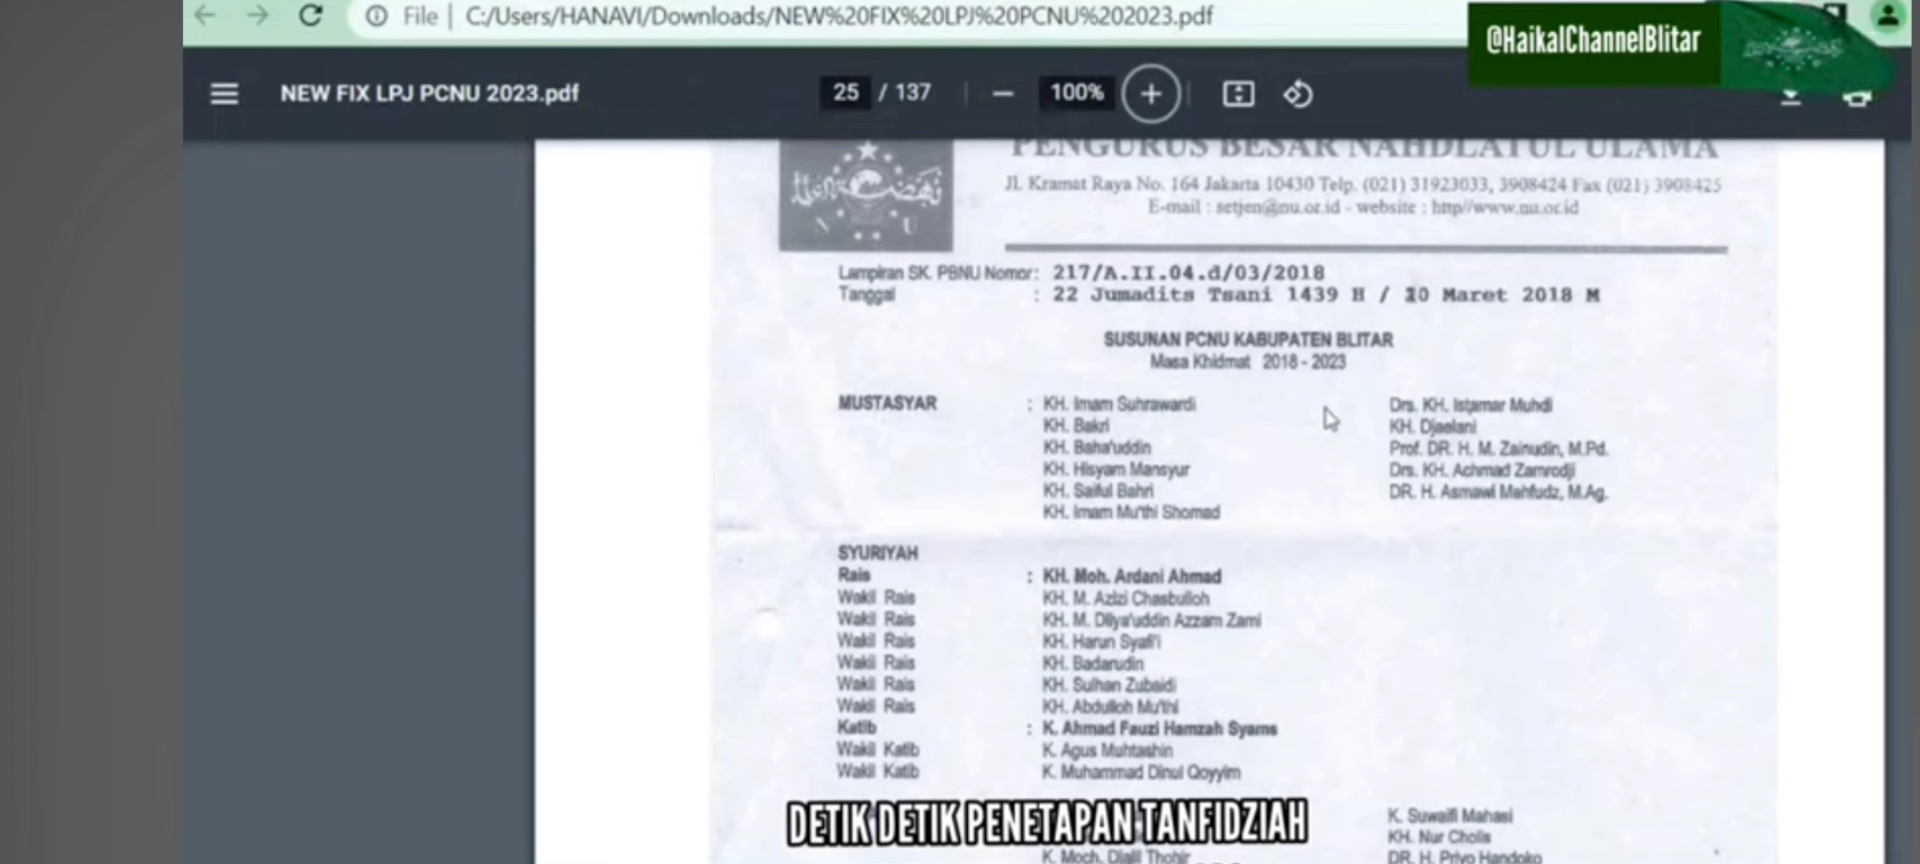 File | C:/Users/HANAVI/Downloads/NEW%20FIX%20LPJ%20PCNU%202023.pdf
@HaikalChannelBlitar
NEW FIX LPJ PCNU 2023.pdf
25 / 137
100%
PENGURUS BESAR NAHDLATUL ULAMA
Jl. Kramat Raya No. 164 Jakarta 10430 Telp. (021) 31923033, 3908424 Fax (021) 3908425
E-mail : setjen@nu.or.id - website : http//www.nu.or.id
N U
Lampiran SK. PBNU Nomor: 217/A.II.04.d/03/2018
Tanggal : 22 Jumadits Tsani 1439 H / 10 Maret 2018 M
SUSUNAN PCNU KABUPATEN BLITAR
Masa Khidmat 2018 - 2023
MUSTASYAR : KH. Imam Suhrawardi Drs. KH. Istamar Muhdi
KH. Bakri KH. Djaelani
KH. Baha'uddin Prof. DR. H. M. Zainudin, M.Pd.
KH. Hisyam Mansyur Drs. KH. Achmad Zamrodji
KH. Saiful Bahri DR. H. Asmawi Mahfudz, M.Ag.
KH. Imam Mu'thi Shomad
SYURIYAH
Rais : KH. Moh. Ardani Ahmad
Wakil Rais KH. M. Azizi Chasbulloh
Wakil Rais KH. M. Diiya'uddin Azzam Zami
Wakil Rais KH. Harun Syafi'i
Wakil Rais KH. Badarudin
Wakil Rais KH. Sulhan Zubaidi
Wakil Rais KH. Abdulloh Mu'thi
Katib : K. Ahmad Fauzi Hamzah Syams
Wakil Katib K. Agus Muhtashin
Wakil Katib K. Muhammad Dinul Qoyyim
DETIK DETIK PENETAPAN TANFIDZIAH
K. Suwaifi Mahasi
KH. Nur Cholis
K. Moch. Djalil Thohir DR. H. Priyo Handoko